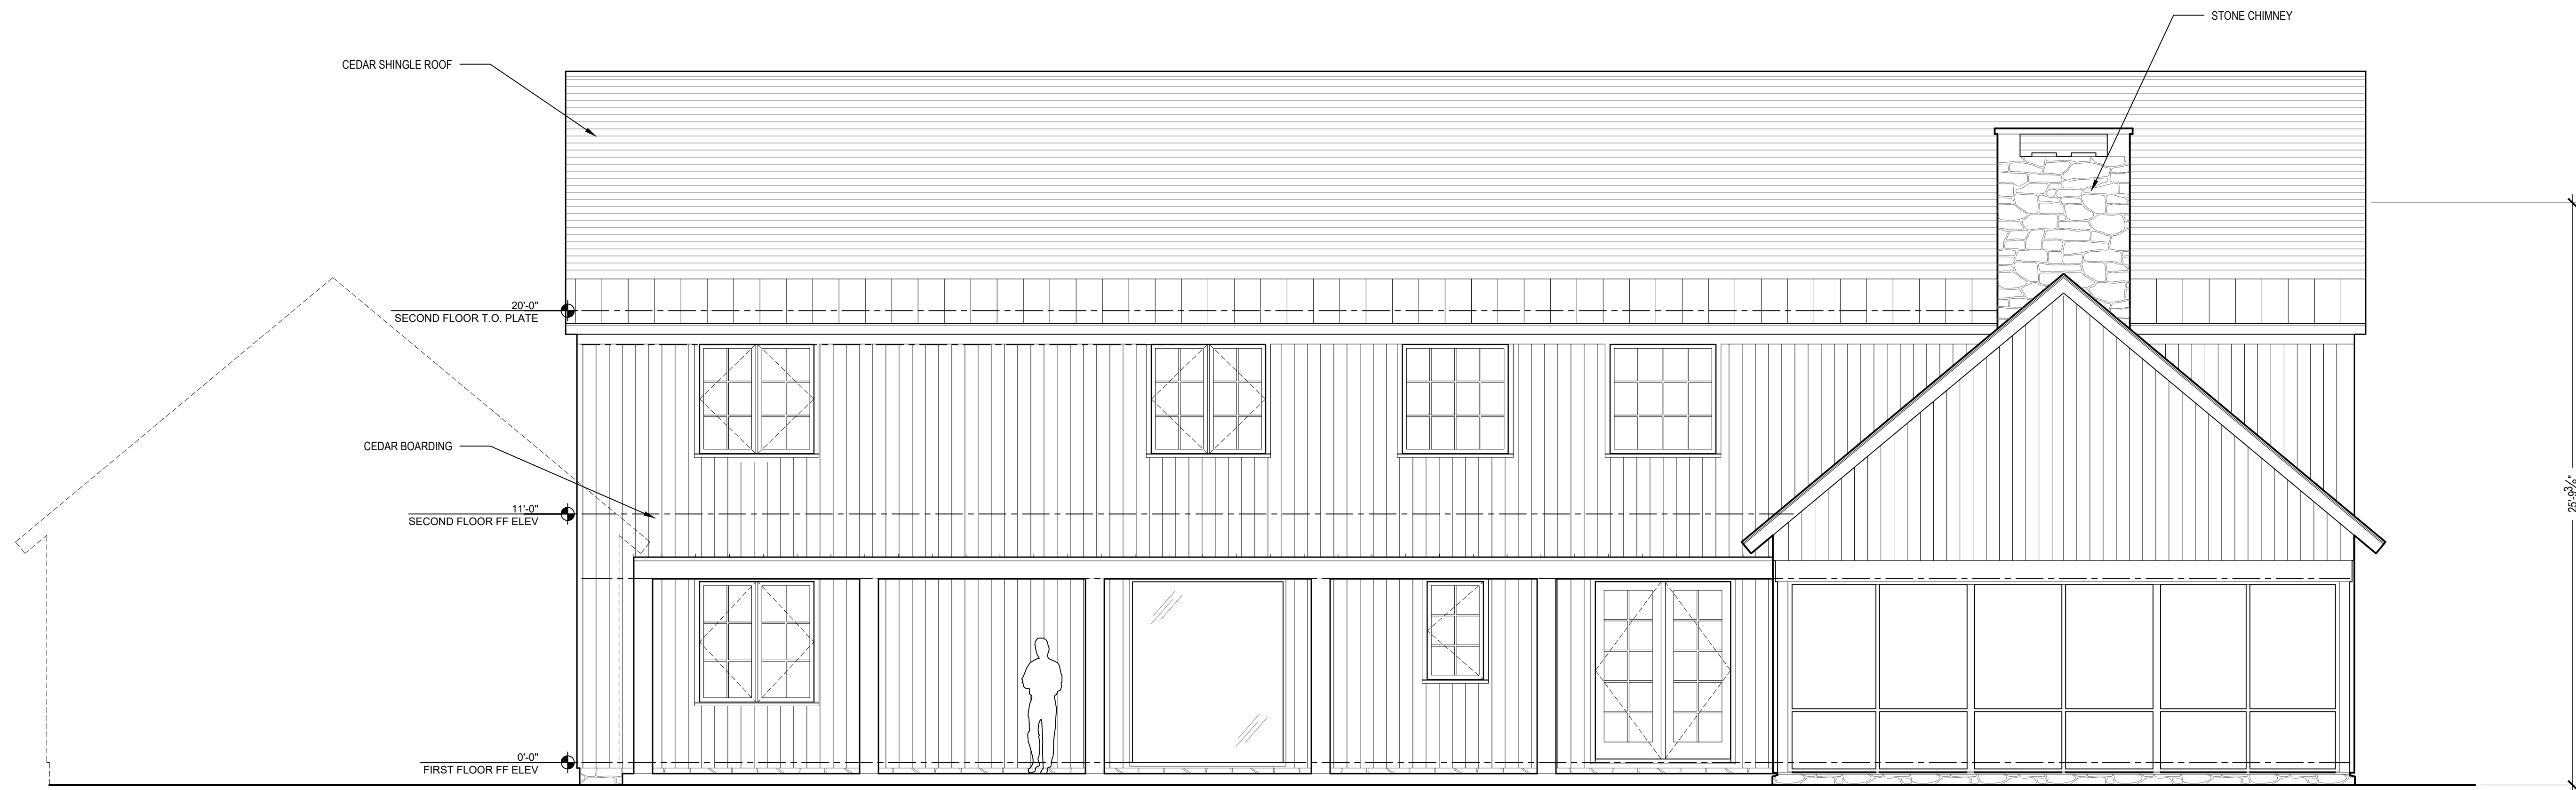 STONE CHIMNEY
CEDAR SHINGLE ROOF
20'-0"
SECOND FLOOR T.O. PLATE
CEDAR BOARDING
11'-0"
SECOND FLOOR FF ELEV
0'-0"
FIRST FLOOR FF ELEV